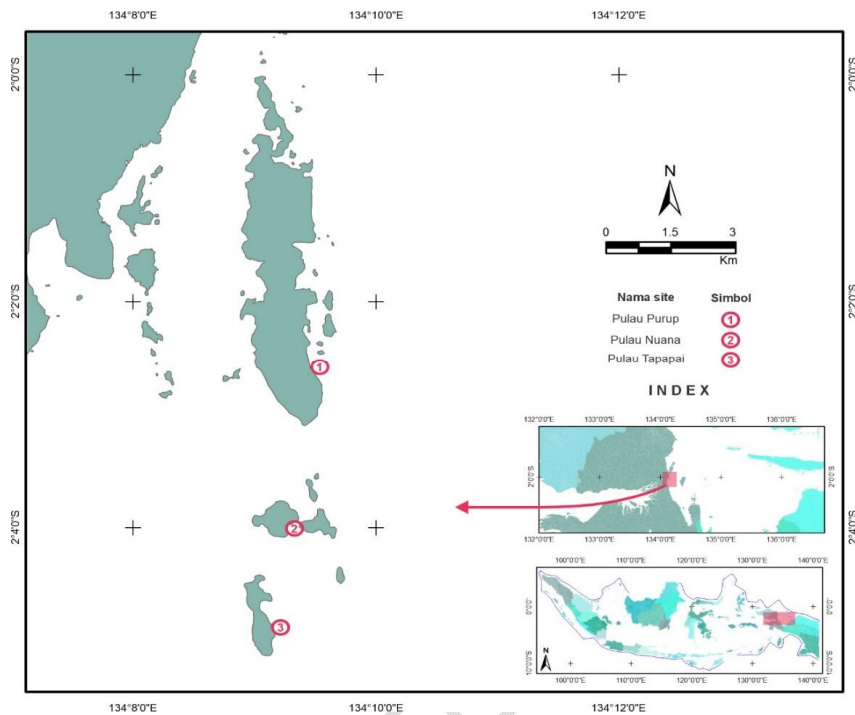 134°8'0"E 134°10'0"E 134°12'0"E
2°0'0"S 2°0'0"S
N
0 1.5 3
Km
Nama site Simbol
Pulau Purup 1
Pulau Nuana 2
Pulau Tapapai 3
INDEX
2°2'0"S 2°2'0"S
1
132°0'0"E 133°0'0"E 134°0'0"E 135°0'0"E 136°0'0"E
2°0'0"S 2°0'0"S
132°0'0"E 133°0'0"E 134°0'0"E 135°0'0"E 136°0'0"E
2°4'0"S 2°4'0"S
2
100°0'0"E 110°0'0"E 120°0'0"E 130°0'0"E 140°0'0"E
0°0'0" 0°0'0"
10°0'0"S 10°0'0"S
N
100°0'0"E 110°0'0"E 120°0'0"E 130°0'0"E 140°0'0"E
3
134°8'0"E 134°10'0"E 134°12'0"E